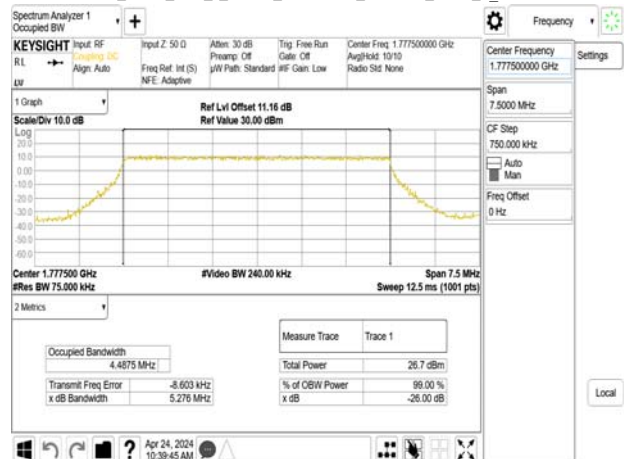 Spectrum Analyzer 1
Occupied BW
+
Frequency
KEYSIGHT Input: RF
Coupling: DC
Align: Auto
RL
Input Z: 50 Ω
Freq Ref: Int (S)
NFE: Adaptive
Atten: 30 dB
Preamp: Off
µW Path: Standard
Trig: Free Run
Gate: Off
#IF Gain: Low
Center Freq: 1.777500000 GHz
Avg|Hold: 10/10
Radio Std: None
Center Frequency
1.777500000 GHz
Settings
Span
7.5000 MHz
CF Step
750.000 kHz
Auto
Man
Freq Offset
0 Hz
Local
1 Graph
Scale/Div 10.0 dB
Ref Lvl Offset 11.16 dB
Ref Value 30.00 dBm
Log
20.0
10.0
0.00
-10.0
-20.0
-30.0
-40.0
-50.0
-60.0
Center 1.777500 GHz
#Res BW 75.000 kHz
#Video BW 240.00 kHz
Span 7.5 MHz
Sweep 12.5 ms (1001 pts)
2 Metrics
Measure Trace Trace 1
Occupied Bandwidth
4.4875 MHz
Total Power 26.7 dBm
Transmit Freq Error -8.603 kHz
% of OBW Power 99.00 %
x dB Bandwidth 5.276 MHz
x dB -26.00 dB
?
Apr 24, 2024
10:39:45 AM